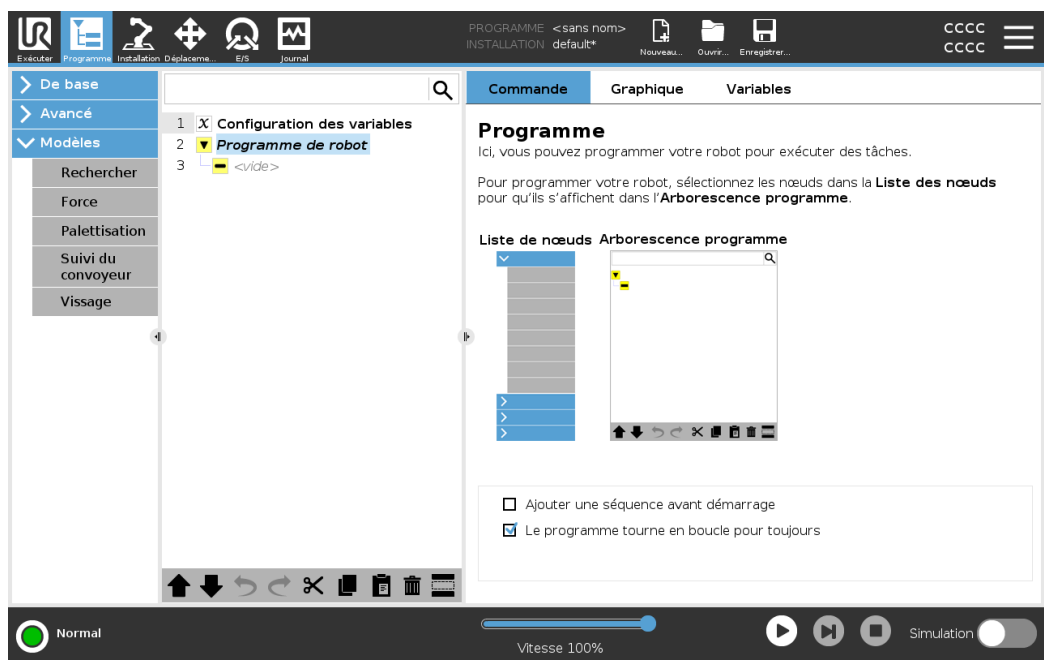 UR
PROGRAMME <sans nom>
INSTALLATION default*
Exécuter
Programme
Installation
Déplaceme...
E/S
Journal
Nouveau...
Ouvrir...
Enregistrer...
CCCC
CCCC
De base
Avancé
Modèles
Rechercher
Force
Palettisation
Suivi du
convoyeur
Vissage
1 X Configuration des variables
2 Programme de robot
3 <vide>
Commande
Graphique
Variables
Programme
Ici, vous pouvez programmer votre robot pour exécuter des tâches.
Pour programmer votre robot, sélectionnez les nœuds dans la Liste des nœuds
pour qu’ils s’affichent dans l’Arborescence programme.
Liste de nœuds
Arborescence programme
Ajouter une séquence avant démarrage
Le programme tourne en boucle pour toujours
Normal
Vitesse 100%
Simulation